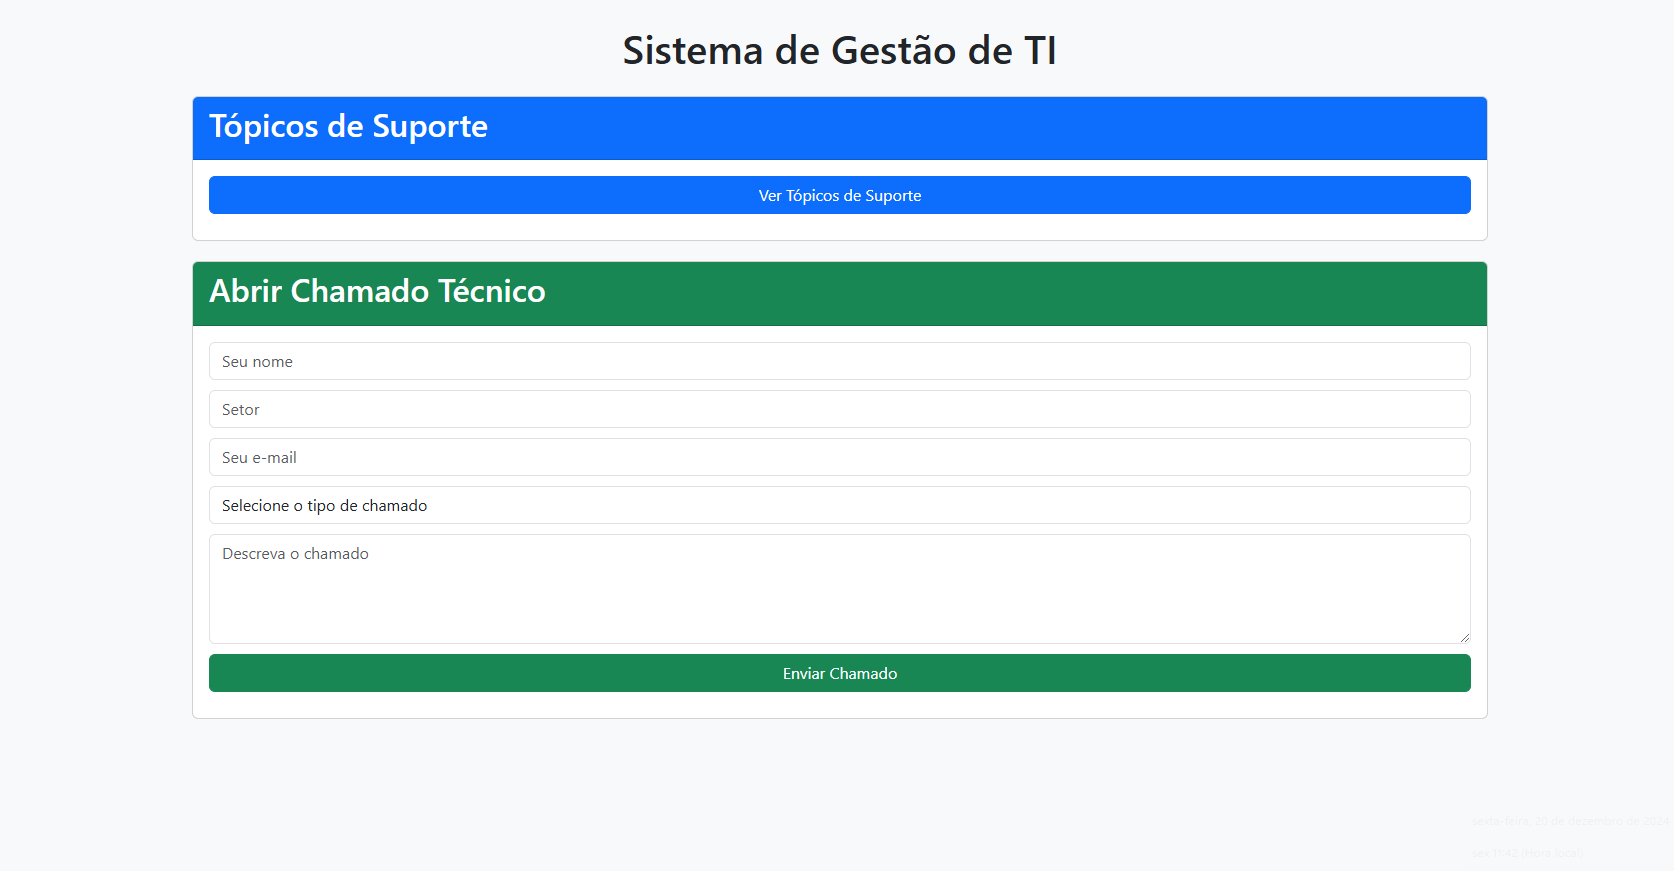 Sistema de Gestão de TI
Tópicos de Suporte
Ver Tópicos de Suporte
Abrir Chamado Técnico
Seu nome
Setor
Seu e-mail
Selecione o tipo de chamado
Descreva o chamado
Enviar Chamado
sexta-feira, 20 de dezembro de 2024
sex 11:42 (Hora local)